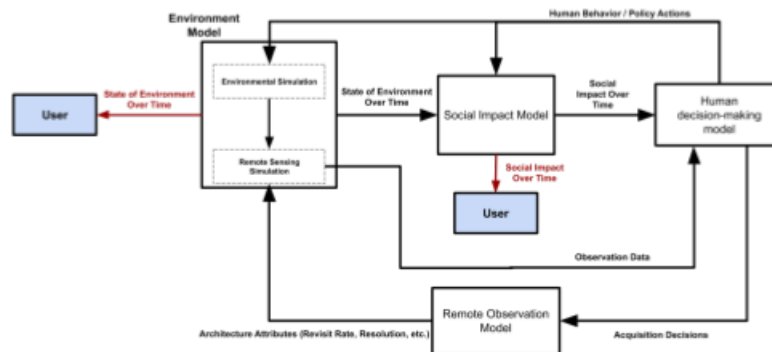 Environment
Model
Human Behavior / Policy Actions
Environmental Simulation
State of Environment
Over Time
User
State of Environment
Over Time
Social Impact Model
Social
Impact Over
Time
Human
decision-making
model
Remote Sensing
Simulation
Social Impact
Over Time
User
Observation Data
Architecture Attributes (Revisit Rate, Resolution, etc.)
Remote Observation
Model
Acquisition Decisions